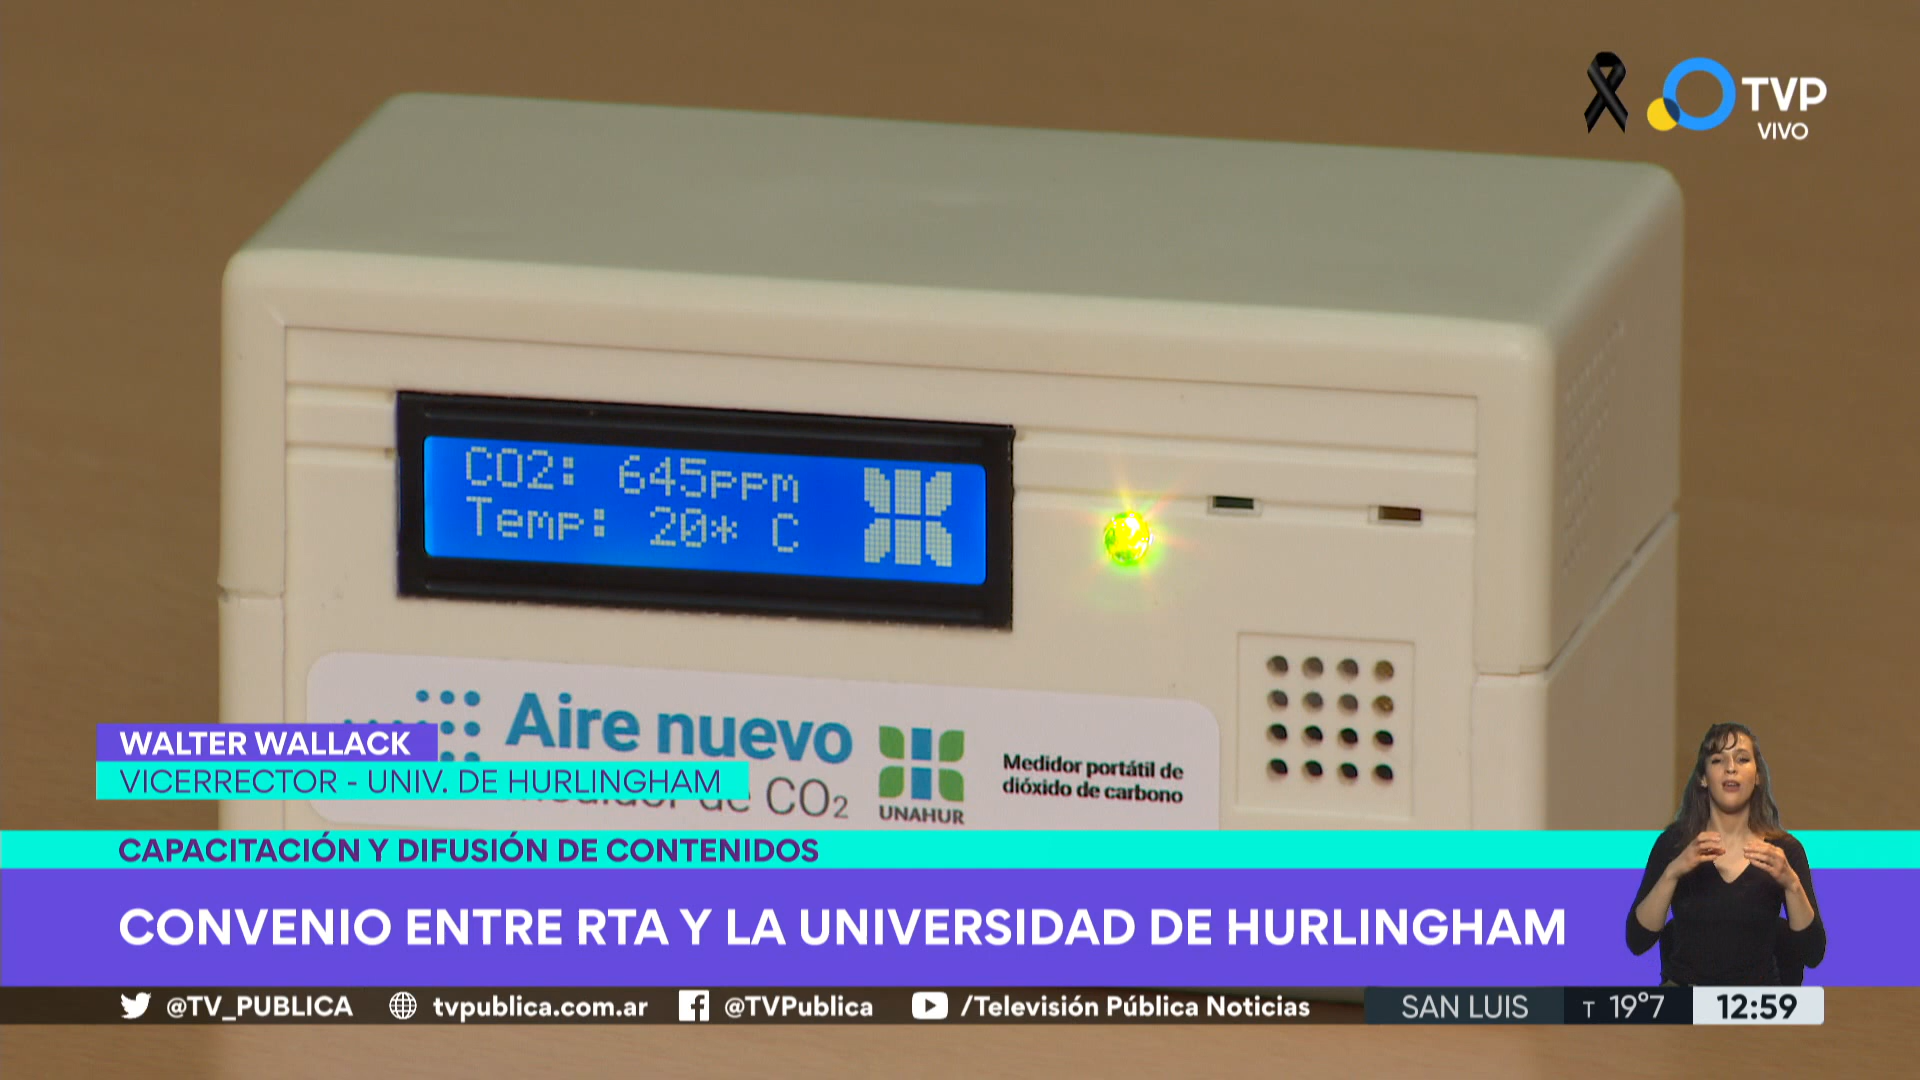 TVP
VIVO
CO2: 645ppm
Temp: 20* C
Aire nuevo
de CO₂
UNAHUR
Medidor portátil de
dióxido de carbono
WALTER WALLACK
VICERRECTOR - UNIV. DE HURLINGHAM
CAPACITACIÓN Y DIFUSIÓN DE CONTENIDOS
CONVENIO ENTRE RTA Y LA UNIVERSIDAD DE HURLINGHAM
@TV_PUBLICA tvpublica.com.ar @TVPublica /Televisión Pública Noticias SAN LUIS T 19°7 12:59